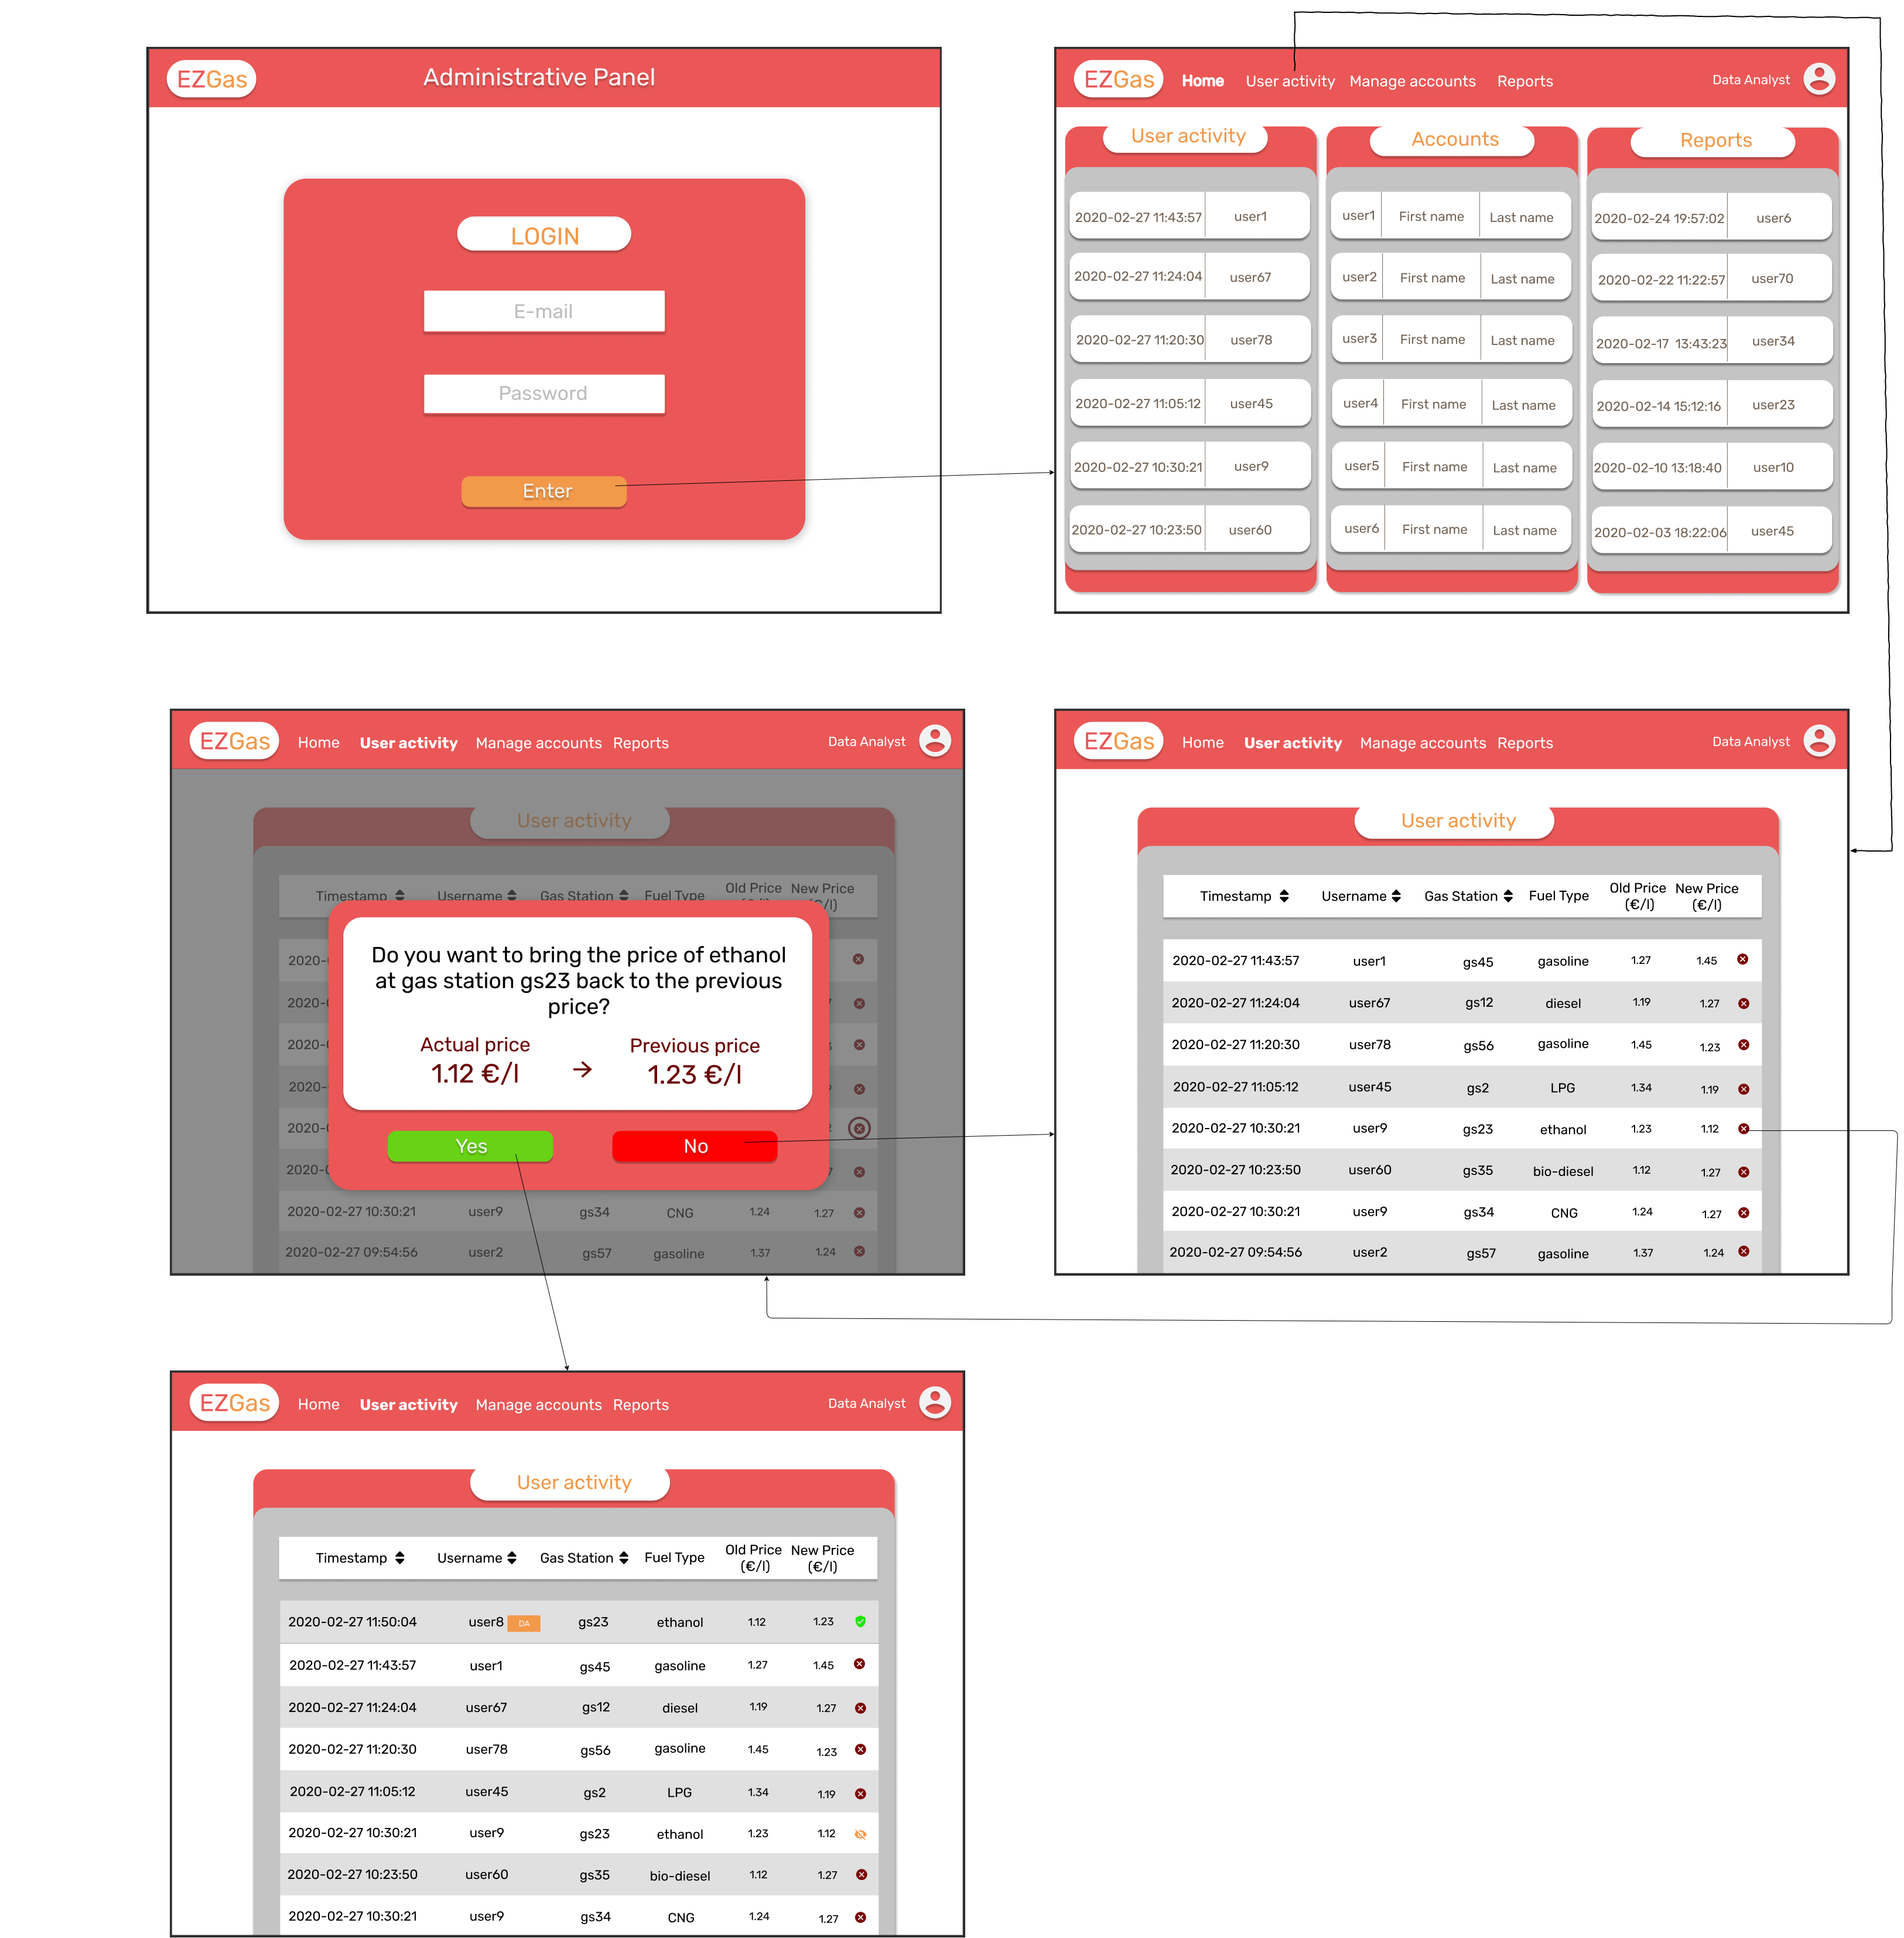 EZGas
Administrative Panel
LOGIN
E-mail
Password
Enter
EZGas Home User activity Manage accounts Reports Data Analyst
User activity
2020-02-27 11:43:57 user1
2020-02-27 11:24:04 user67
2020-02-27 11:20:30 user78
2020-02-27 11:05:12 user45
2020-02-27 10:30:21 user9
2020-02-27 10:23:50 user60
Accounts
user1 First name Last name
user2 First name Last name
user3 First name Last name
user4 First name Last name
user5 First name Last name
user6 First name Last name
Reports
2020-02-24 19:57:02 user6
2020-02-22 11:22:57 user70
2020-02-17 13:43:23 user34
2020-02-14 15:12:16 user23
2020-02-10 13:18:40 user10
2020-02-03 18:22:06 user45
EZGas Home User activity Manage accounts Reports Data Analyst
User activity
Timestamp Username Gas Station Fuel Type Old Price New Price
Do you want to bring the price of ethanol
at gas station gs23 back to the previous
price?
Actual price Previous price
1.12 €/l → 1.23 €/l
Yes No
2020-02-27 10:30:21 user9 gs34 CNG 1.24 1.27
2020-02-27 09:54:56 user2 gs57 gasoline 1.37 1.24
EZGas Home User activity Manage accounts Reports Data Analyst
User activity
Timestamp Username Gas Station Fuel Type Old Price (€/l) New Price (€/l)
2020-02-27 11:43:57 user1 gs45 gasoline 1.27 1.45
2020-02-27 11:24:04 user67 gs12 diesel 1.19 1.27
2020-02-27 11:20:30 user78 gs56 gasoline 1.45 1.23
2020-02-27 11:05:12 user45 gs2 LPG 1.34 1.19
2020-02-27 10:30:21 user9 gs23 ethanol 1.23 1.12
2020-02-27 10:23:50 user60 gs35 bio-diesel 1.12 1.27
2020-02-27 10:30:21 user9 gs34 CNG 1.24 1.27
2020-02-27 09:54:56 user2 gs57 gasoline 1.37 1.24
EZGas Home User activity Manage accounts Reports Data Analyst
User activity
Timestamp Username Gas Station Fuel Type Old Price (€/l) New Price (€/l)
2020-02-27 11:50:04 user8 DA gs23 ethanol 1.12 1.23
2020-02-27 11:43:57 user1 gs45 gasoline 1.27 1.45
2020-02-27 11:24:04 user67 gs12 diesel 1.19 1.27
2020-02-27 11:20:30 user78 gs56 gasoline 1.45 1.23
2020-02-27 11:05:12 user45 gs2 LPG 1.34 1.19
2020-02-27 10:30:21 user9 gs23 ethanol 1.23 1.12
2020-02-27 10:23:50 user60 gs35 bio-diesel 1.12 1.27
2020-02-27 10:30:21 user9 gs34 CNG 1.24 1.27